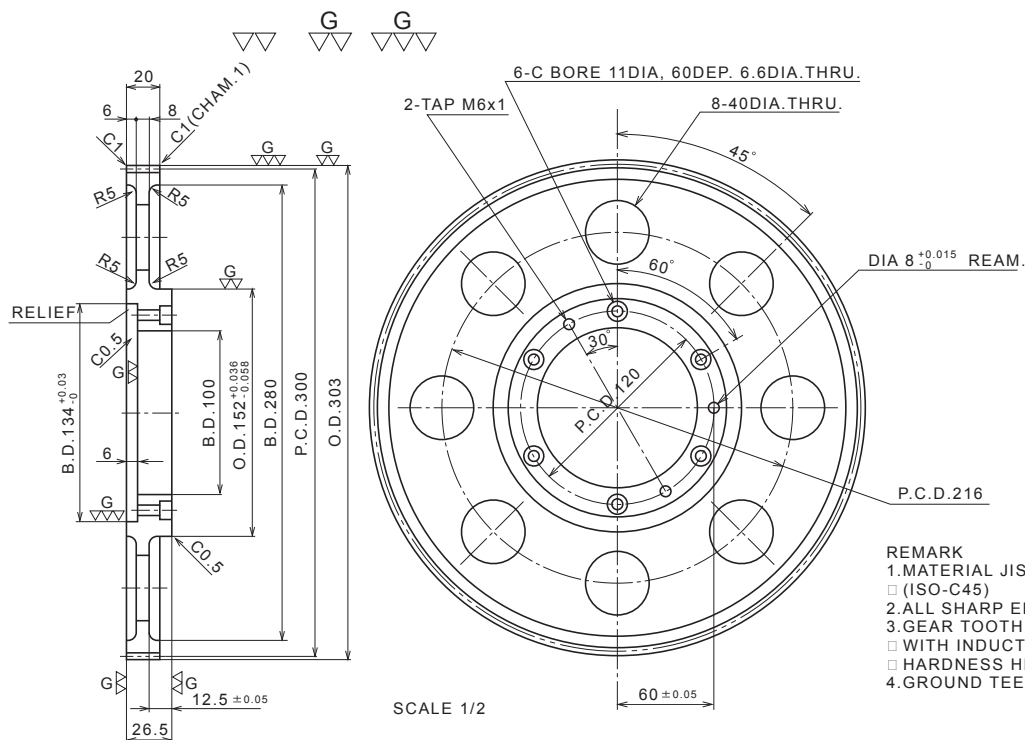 G
G
20
6
8
C1(CHAM.1)
C1
G
G
R5
R5
R5
R5
G
RELIEF
C0.5
G
B.D.134 +0.03 -0
6
B.D.100
O.D.152 +0.036 -0.058
B.D.280
P.C.D.300
O.D.303
G
C0.5
G
G
12.5 ±0.05
26.5
SCALE 1/2
6-C BORE 11DIA, 60DEP. 6.6DIA.THRU.
2-TAP M6x1
8-40DIA.THRU.
45°
60°
DIA 8 +0.015 -0 REAM.
30°
P.C.D.120
P.C.D.216
60 ±0.05
REMARK
1.MATERIAL JIS
□ (ISO-C45)
2.ALL SHARP
3.GEAR TOOTH
□ WITH
□ HARDNESS
4.GROUND